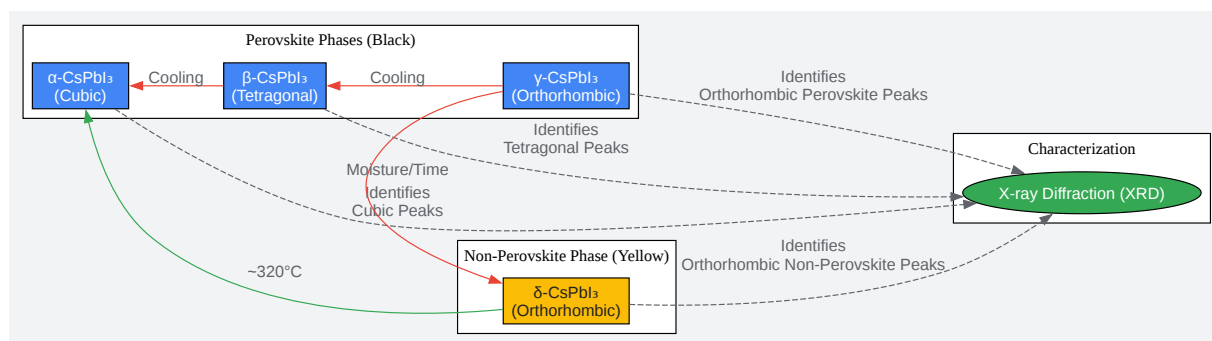 Perovskite Phases (Black)
α-CsPbI₃
(Cubic)
Cooling
β-CsPbI₃
(Tetragonal)
Cooling
γ-CsPbI₃
(Orthorhombic)
Identifies
Orthorhombic Perovskite Peaks
Identifies
Tetragonal Peaks
Characterization
X-ray Diffraction (XRD)
Moisture/Time
Identifies
Cubic Peaks
Non-Perovskite Phase (Yellow)
δ-CsPbI₃
(Orthorhombic)
Identifies
Orthorhombic Non-Perovskite Peaks
~320°C